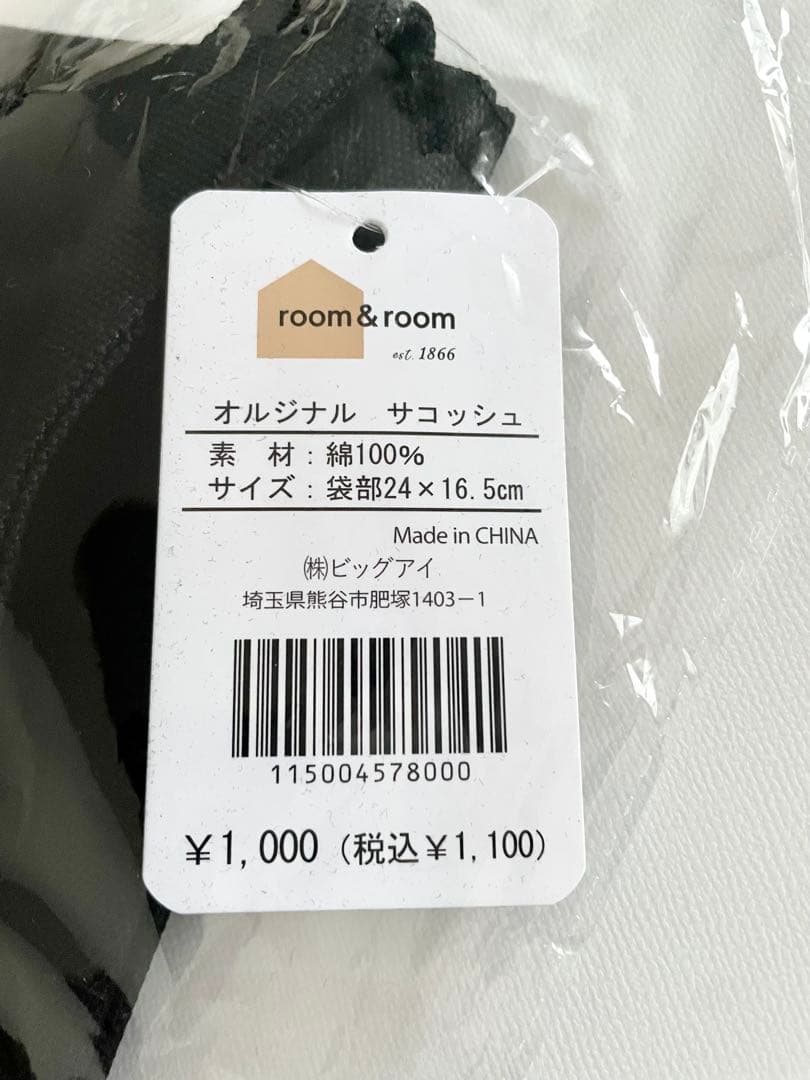 room & room
est. 1866
オルジナル サコッシュ
素 材：綿100%
サイズ：袋部24×16.5cm
Made in CHINA
㈱ビッグアイ
埼玉県熊谷市肥塚1403－1
115004578000
￥1,000（税込￥1,100）